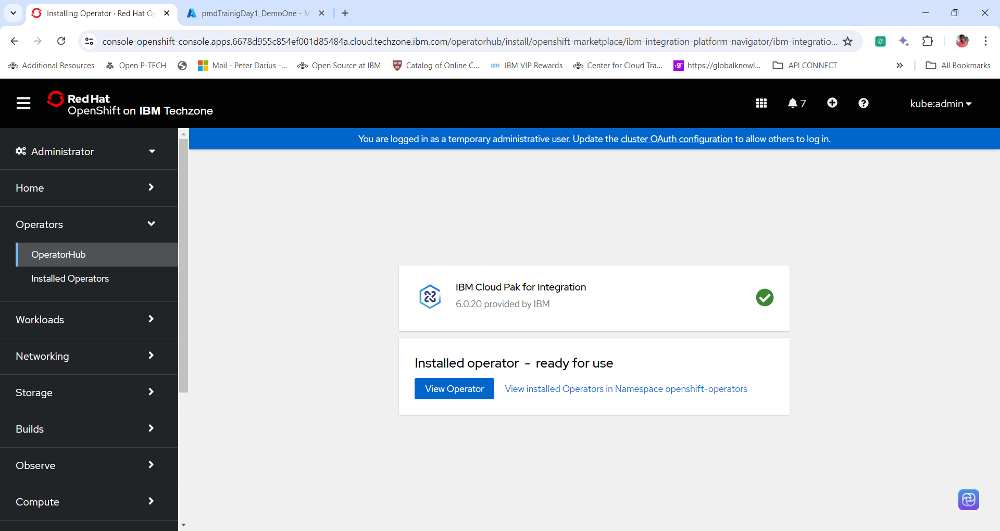 Installing Operator · Red Hat Op
pmdTrainigDay1_DemoOne - M
console-openshift-console.apps.6678d955c854ef001d85484a.cloud.techzone.ibm.com/operatorhub/install/openshift-marketplace/ibm-integration-platform-navigator/ibm-integratio...
Additional Resources
Open P-TECH
Mail - Peter Darius -...
Open Source at IBM
Catalog of Online C...
IBM VIP Rewards
Center for Cloud Tra...
https://globalknowl...
API CONNECT
All Bookmarks
Red Hat
OpenShift on IBM Techzone
7
kube:admin
You are logged in as a temporary administrative user. Update the cluster OAuth configuration to allow others to log in.
Administrator
Home
Operators
OperatorHub
Installed Operators
Workloads
Networking
Storage
Builds
Observe
Compute
IBM Cloud Pak for Integration
6.0.20 provided by IBM
Installed operator - ready for use
View Operator
View installed Operators in Namespace openshift-operators